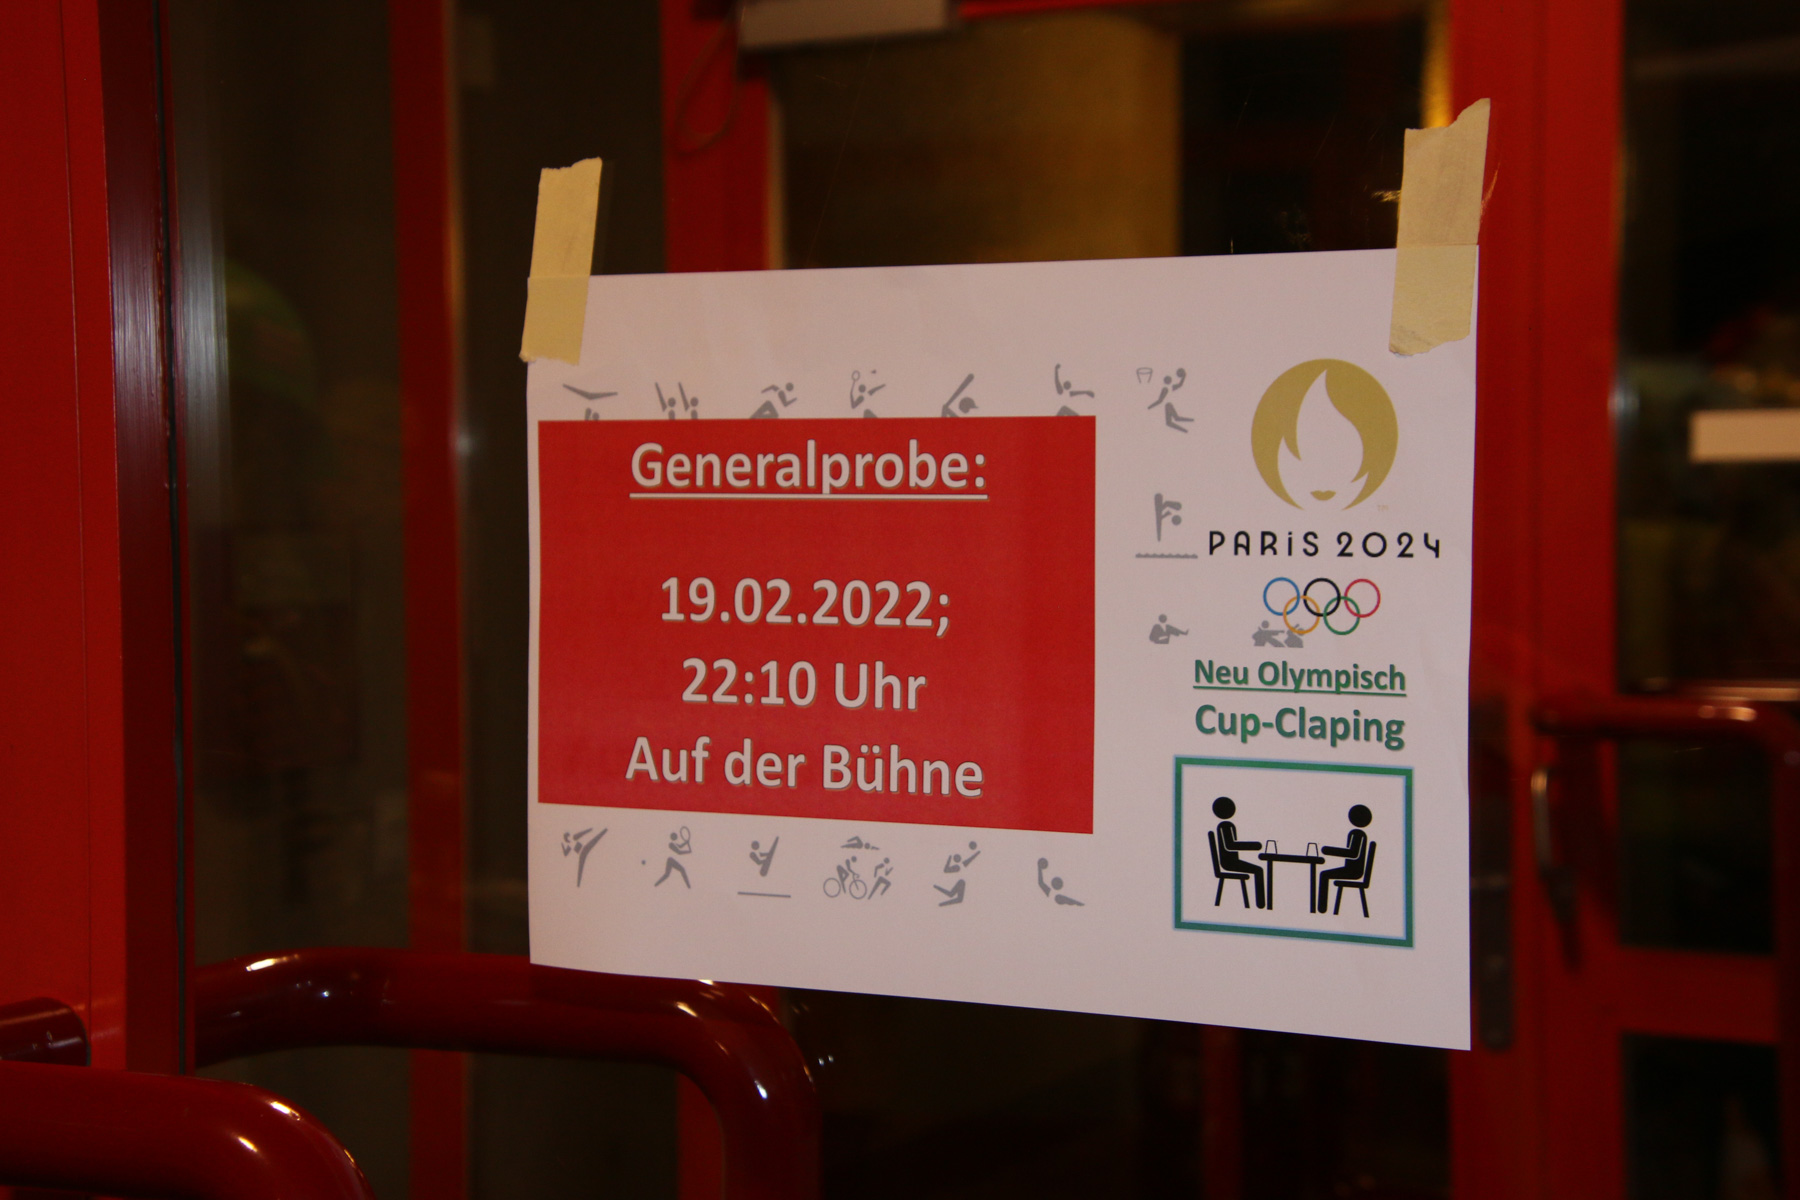 Generalprobe:
19.02.2022;
22:10 Uhr
Auf der Bühne
PARiS 2024
Neu Olympisch
Cup-Claping